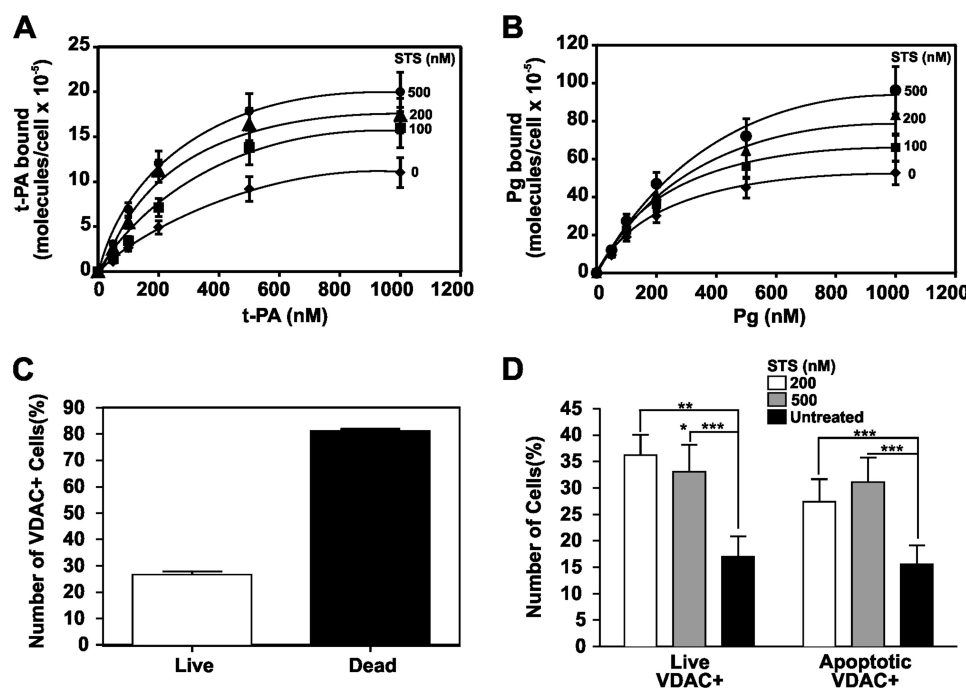 A
t-PA bound
(molecules/cell x 10⁻⁵)
25
20
15
10
5
0
STS (nM)
500
200
100
0
0 200 400 600 800 1000 1200
t-PA (nM)
B
Pg bound
(molecules/cell x 10⁻⁵)
120
100
80
60
40
20
0
STS (nM)
500
200
100
0
0 200 400 600 800 1000 1200
Pg (nM)
C
Number of VDAC+ Cells(%)
90
80
70
60
50
40
30
20
10
0
Live Dead
D
STS (nM)
200
500
Untreated
Number of Cells(%)
45
40
35
30
25
20
15
10
5
0
**
* ***
***
***
Live
VDAC+
Apoptotic
VDAC+